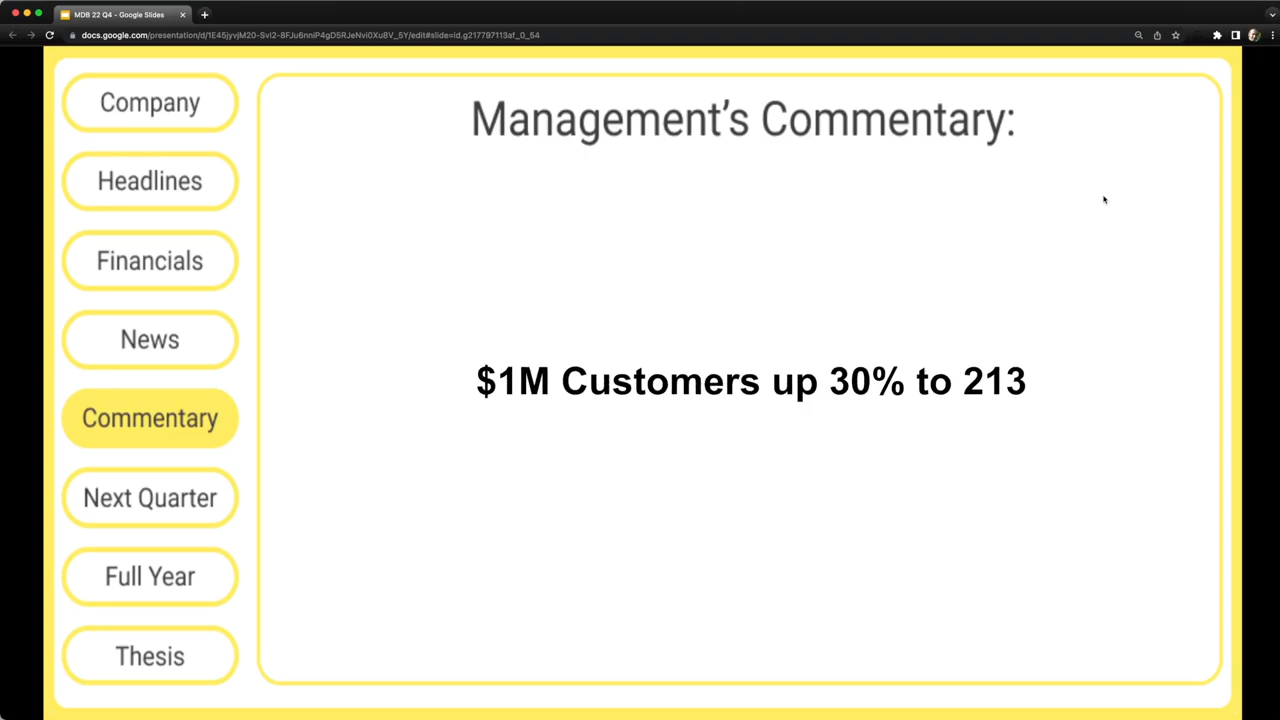 MDB 22 Q4 - Google Slides
Company
Headlines
Financials
News
Commentary
Next Quarter
Full Year
Thesis
Management's Commentary:
$1M Customers up 30% to 213